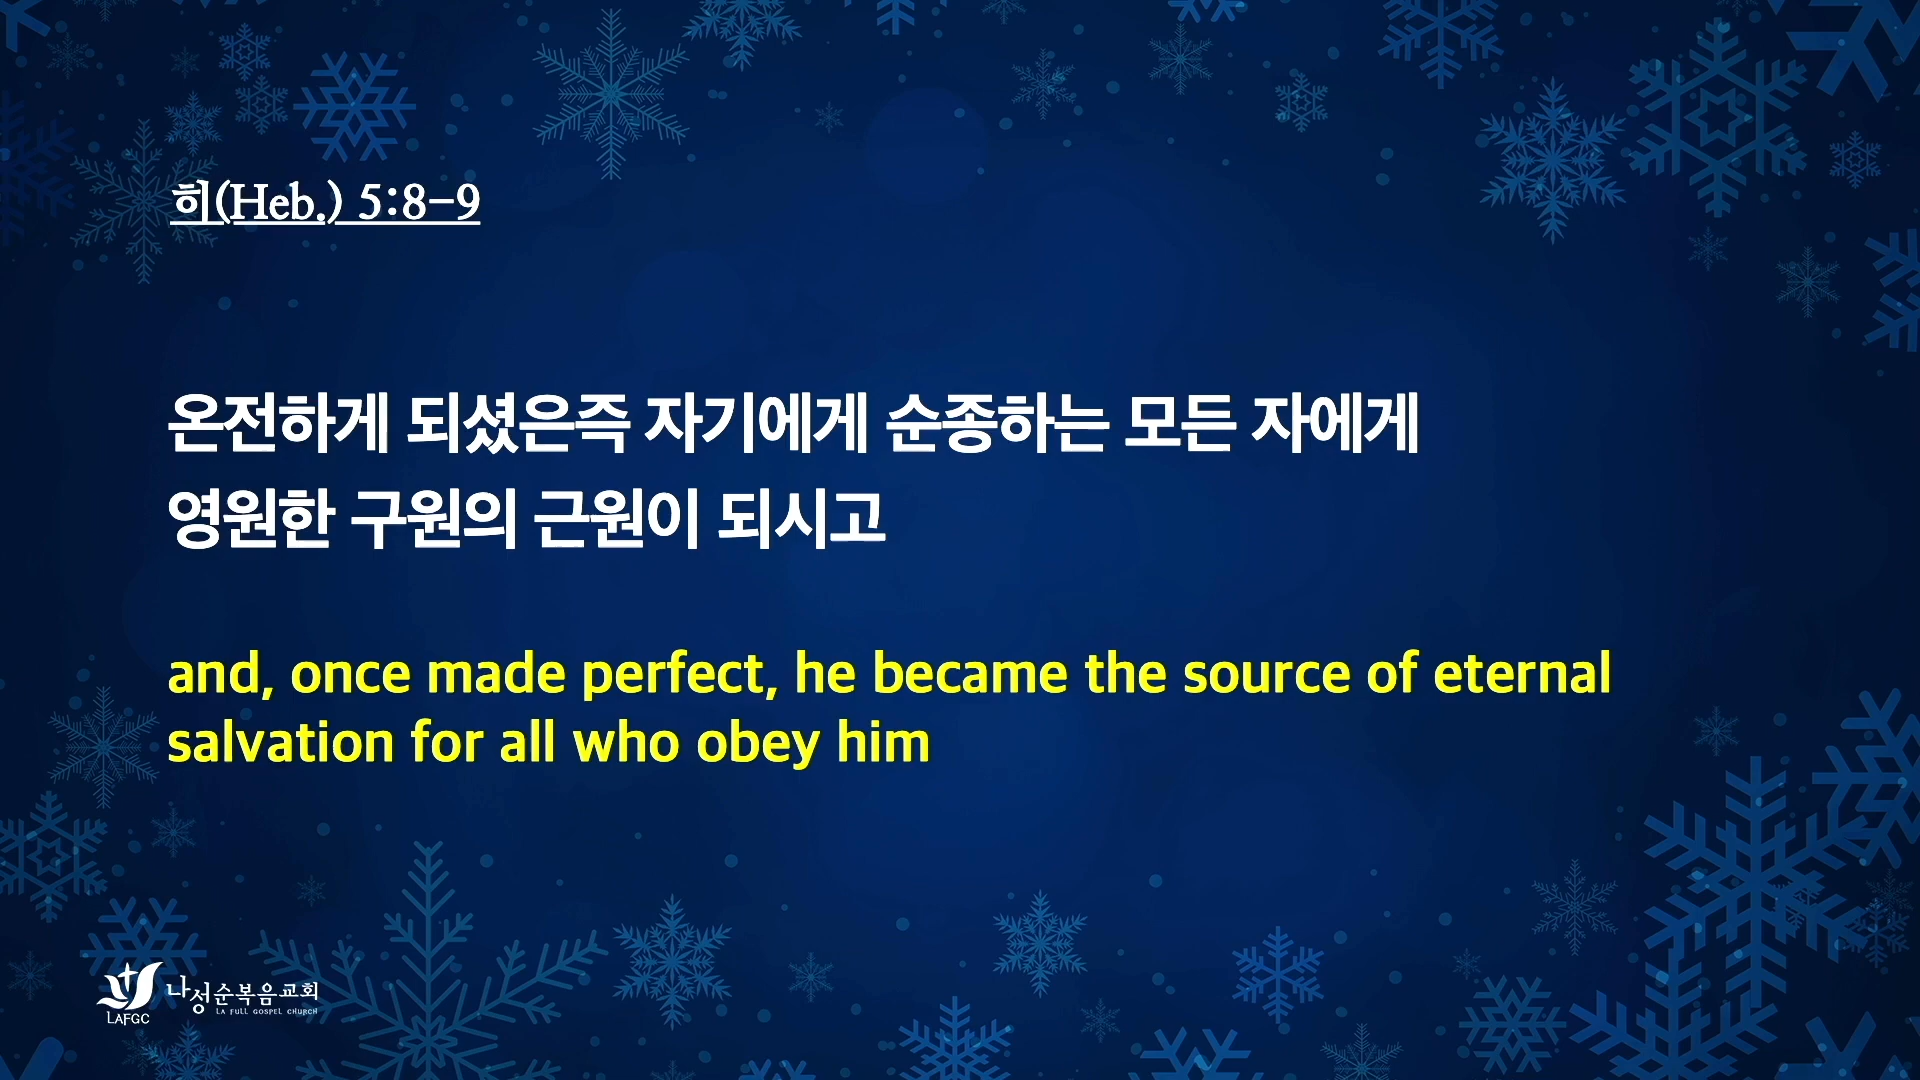 히(Heb.) 5:8-9
온전하게 되셨은즉 자기에게 순종하는 모든 자에게
영원한 구원의 근원이 되시고
and, once made perfect, he became the source of eternal
salvation for all who obey him
나성순복음교회
LA FULL GOSPEL CHURCH
LAFGC